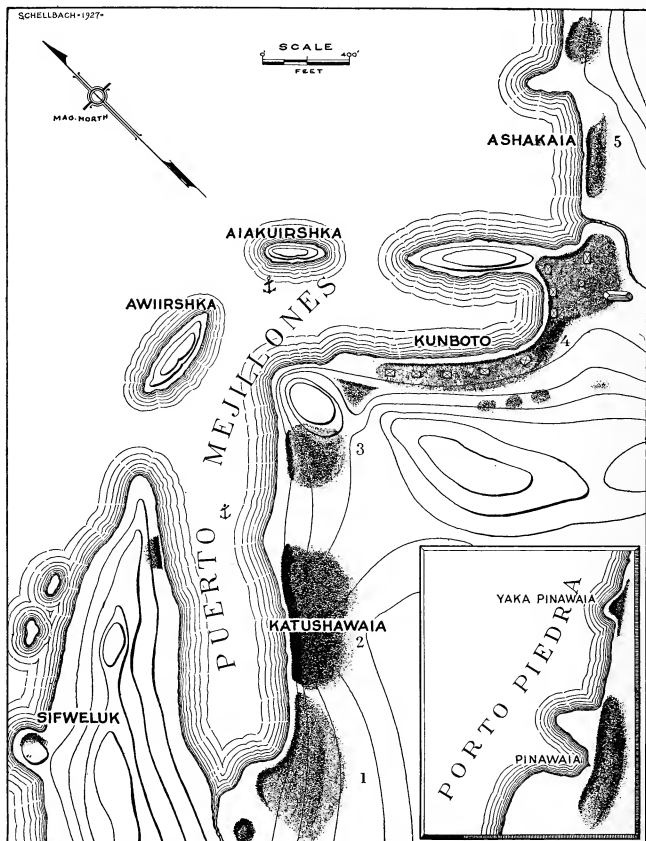 SCHELLBACH-1927-
SCALE
0' 400'
FEET
MAG. NORTH
ASHAKAIA 5
AIAKUIRSHKA
AWIIRSHKA
KUNBOTO 4
PUERTO MEJILLONES
3
KATUSHAWAIA
2
SIFWELUK
1
YAKA PINAWAIA
PORTO PIEDRA
PINAWAIA